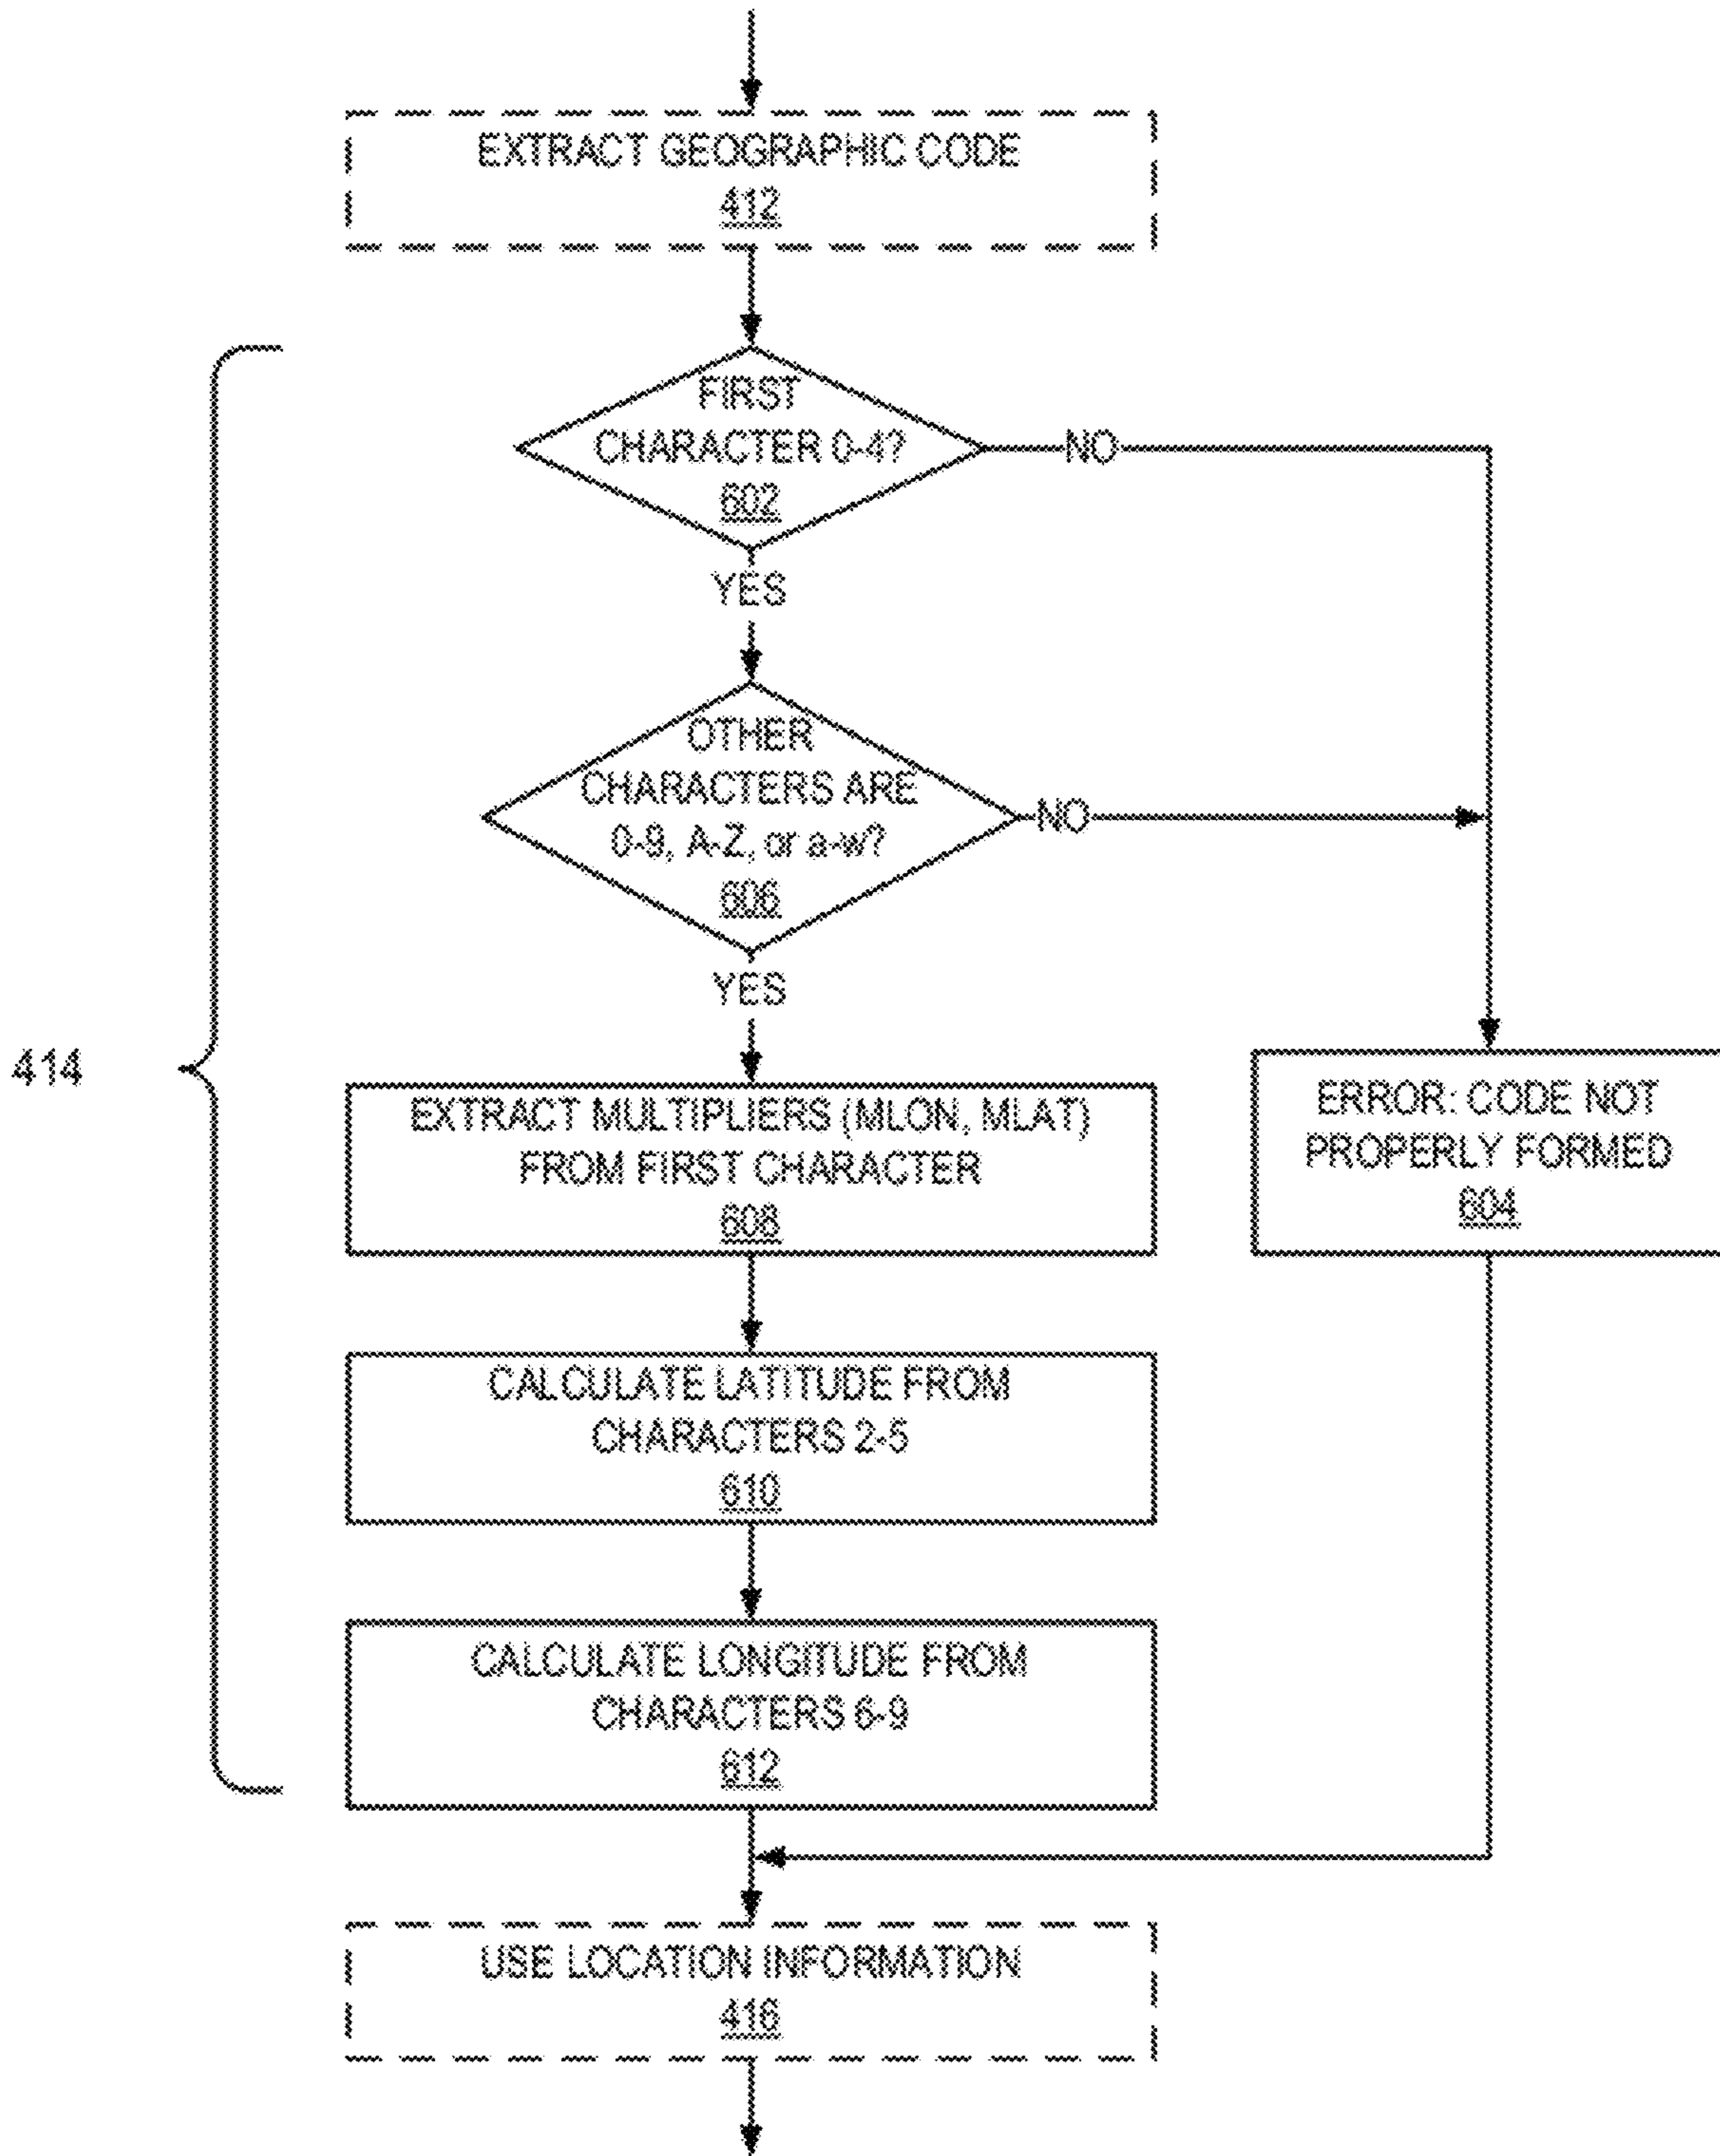 EXTRACT GEOGRAPHIC CODE
412
FIRST
CHARACTER 0-4?
602
NO
YES
OTHER
CHARACTERS ARE
0-9, A-Z, or a-w?
606
NO
YES
414
EXTRACT MULTIPLIERS (MLON, MLAT)
FROM FIRST CHARACTER
608
ERROR: CODE NOT
PROPERLY FORMED
604
CALCULATE LATITUDE FROM
CHARACTERS 2-5
610
CALCULATE LONGITUDE FROM
CHARACTERS 6-9
612
USE LOCATION INFORMATION
416